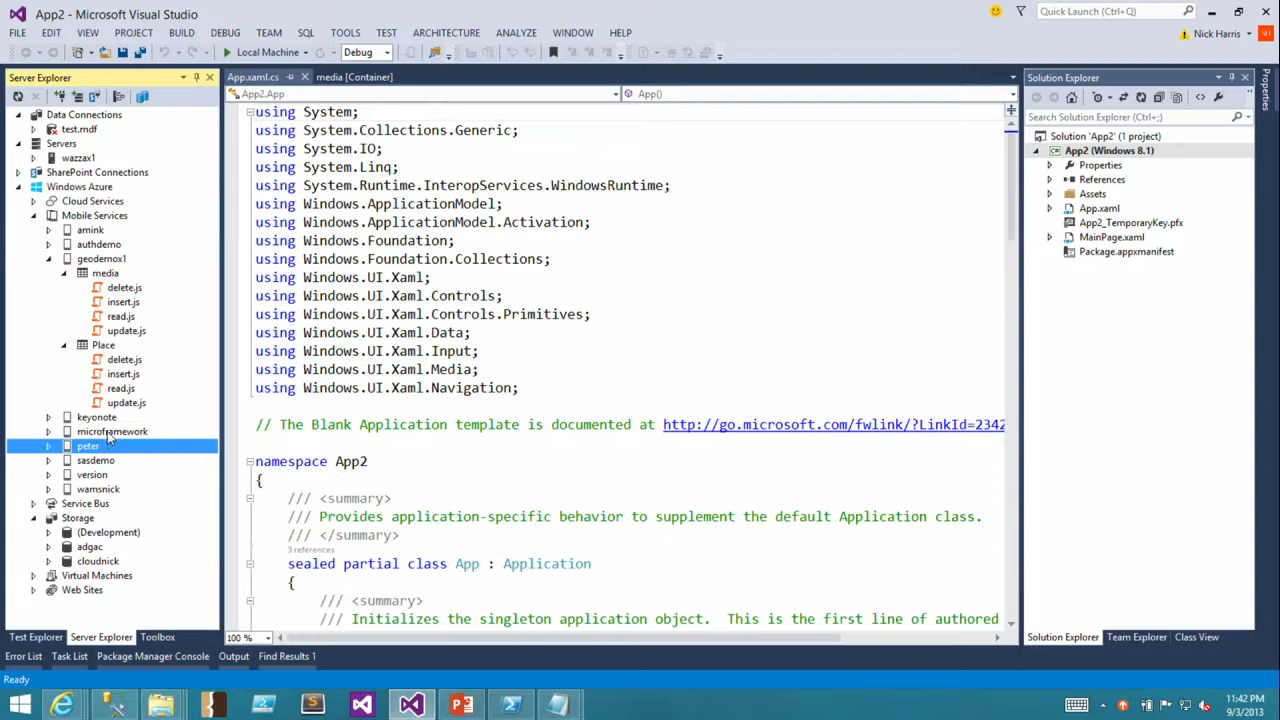 App2 - Microsoft Visual Studio
Quick Launch (Ctrl+Q)
FILE EDIT VIEW PROJECT BUILD DEBUG TEAM SQL TOOLS TEST ARCHITECTURE ANALYZE WINDOW HELP
Nick Harris
Local Machine Debug
Server Explorer
Data Connections
test.mdf
Servers
wazzax1
SharePoint Connections
Windows Azure
Cloud Services
Mobile Services
amink
authdemo
geodemox1
media
delete.js
insert.js
read.js
update.js
Place
delete.js
insert.js
read.js
update.js
keyonote
microframework
peter
sasdemo
version
wamsnick
Service Bus
Storage
(Development)
adgac
cloudnick
Virtual Machines
Web Sites
Test Explorer Server Explorer Toolbox
App.xaml.cs media [Container]
App2.App App()
using System;
using System.Collections.Generic;
using System.IO;
using System.Linq;
using System.Runtime.InteropServices.WindowsRuntime;
using Windows.ApplicationModel;
using Windows.ApplicationModel.Activation;
using Windows.Foundation;
using Windows.Foundation.Collections;
using Windows.UI.Xaml;
using Windows.UI.Xaml.Controls;
using Windows.UI.Xaml.Controls.Primitives;
using Windows.UI.Xaml.Data;
using Windows.UI.Xaml.Input;
using Windows.UI.Xaml.Media;
using Windows.UI.Xaml.Navigation;
// The Blank Application template is documented at http://go.microsoft.com/fwlink/?LinkId=2342
namespace App2
{
/// <summary>
/// Provides application-specific behavior to supplement the default Application class.
/// </summary>
3 references
sealed partial class App : Application
{
/// <summary>
/// Initializes the singleton application object.  This is the first line of authored
100 %
Solution Explorer
Search Solution Explorer (Ctrl+;)
Solution 'App2' (1 project)
App2 (Windows 8.1)
Properties
References
Assets
App.xaml
App2_TemporaryKey.pfx
MainPage.xaml
Package.appxmanifest
Solution Explorer Team Explorer Class View
Properties
Error List Task List Package Manager Console Output Find Results 1
Ready
11:42 PM
9/3/2013